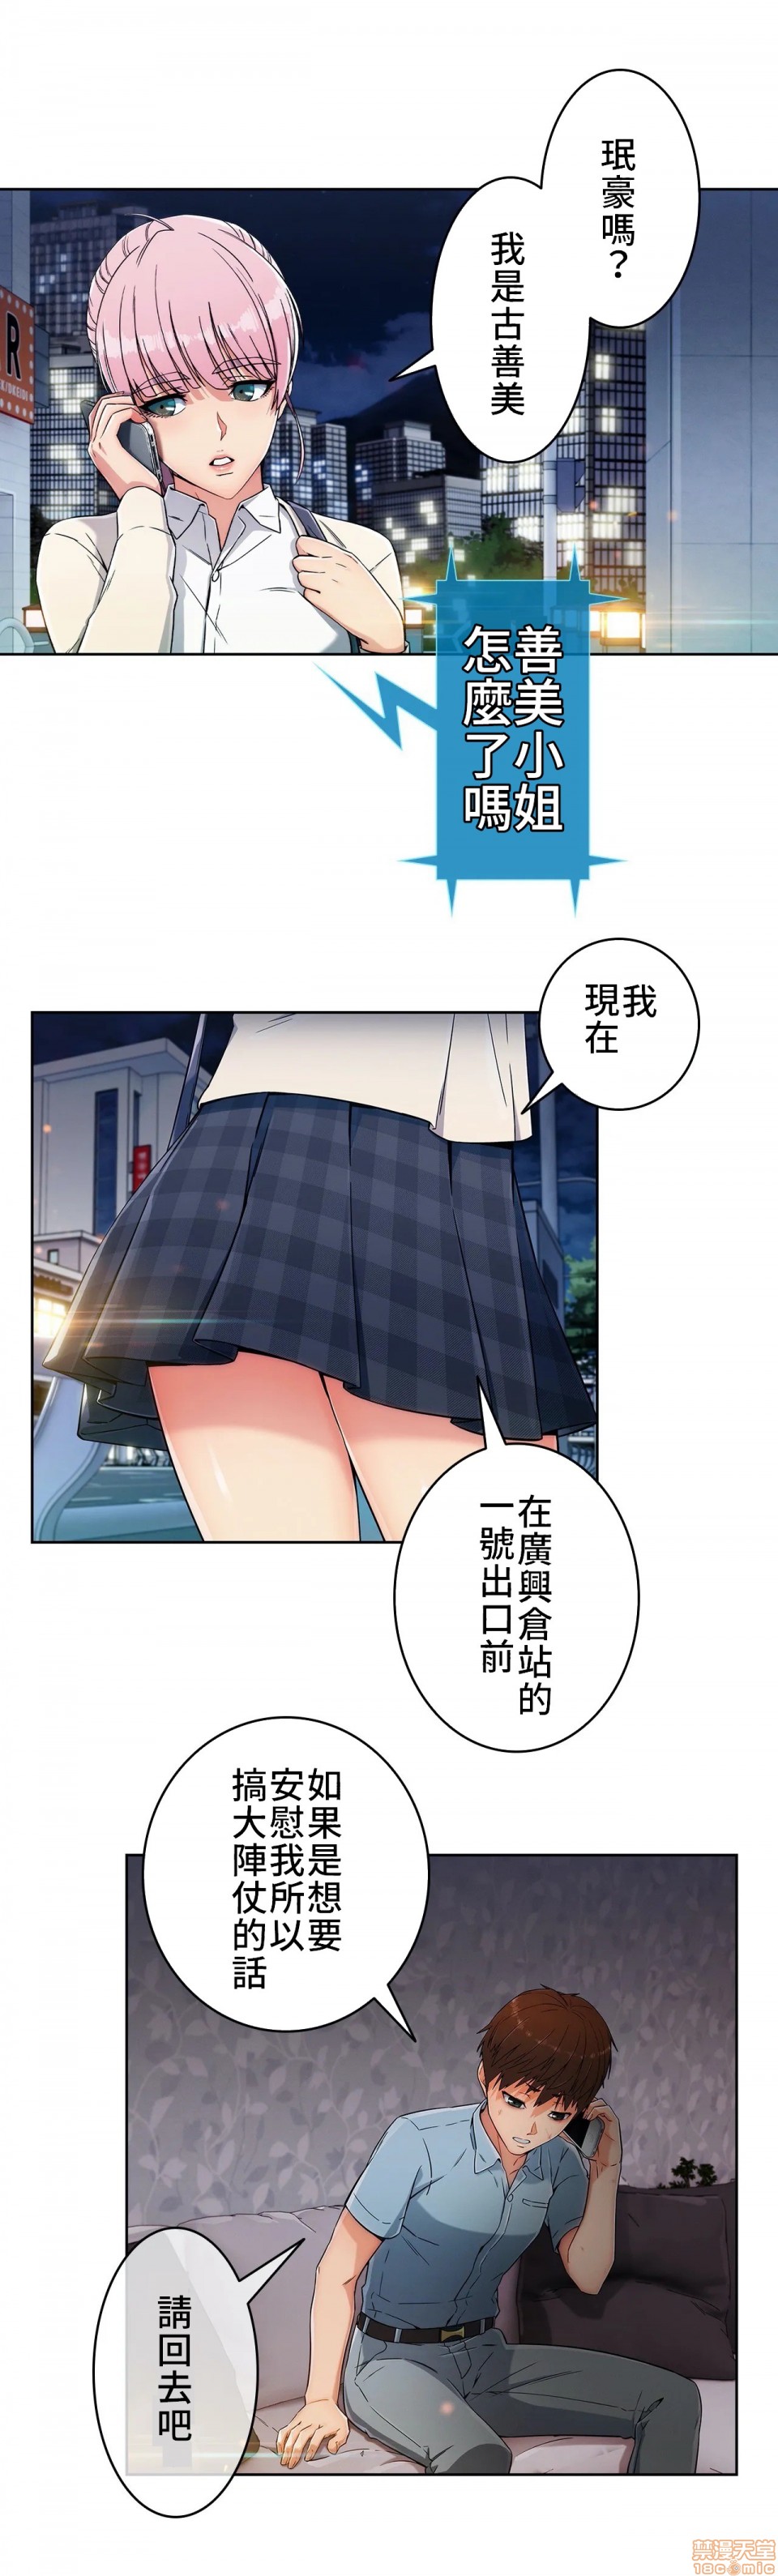 珉豪嗎？
我是古善美
R
善美小姐
怎麼了嗎
我
現在
在廣興倉站的
一號出口前
如果是想要
安慰我所以
搞大陣仗的話
請回去吧
禁漫天堂
18comic